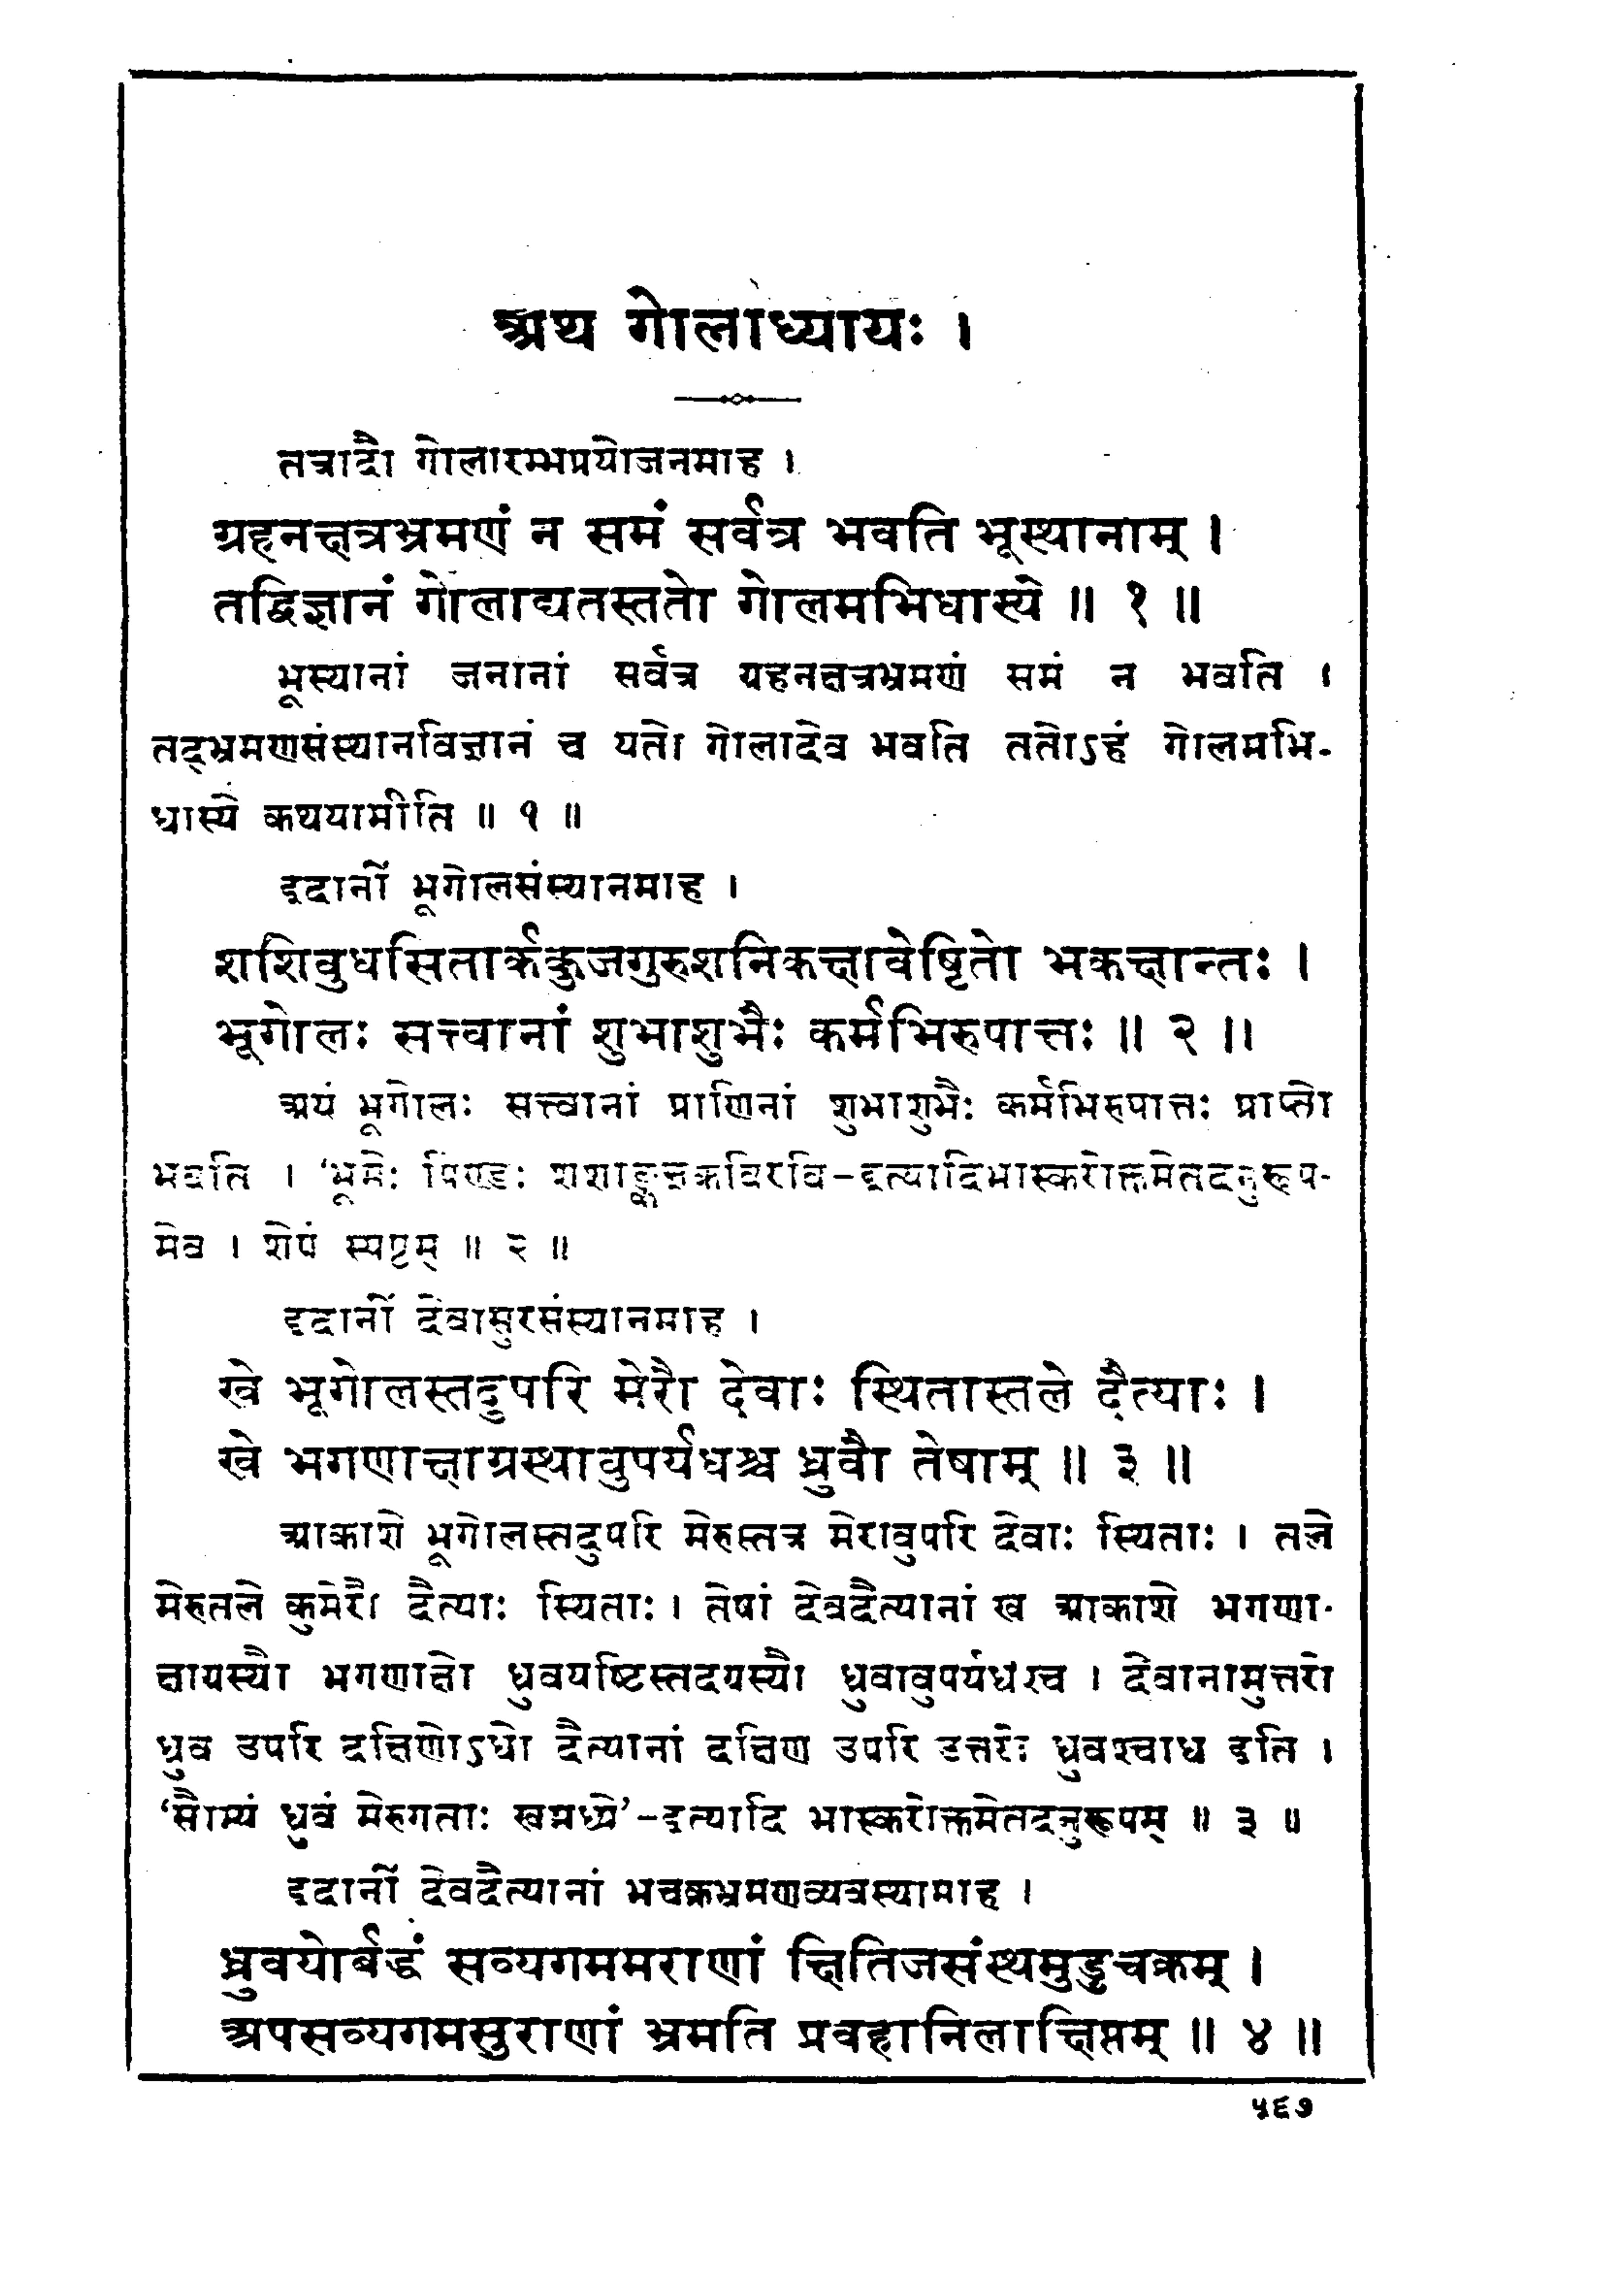 अथ गोलाध्यायः ।
तत्रादौ गोलारम्भप्रयोजनमाह ।
ग्रहनक्षत्रभ्रमणं न समं सर्वत्र भवति भूस्थानाम् ।
तद्विज्ञानं गोलाद्यतस्ततो गोलमभिधास्ये ॥ १ ॥
भूस्थानां जनानां सर्वत्र ग्रहनक्षत्रभ्रमणं समं न भवति ।
तद्भ्रमणसंस्थानविज्ञानं च यतो गोलादेव भवति ततोऽहं गोलमभि-
धास्ये कथयामीति ॥ १ ॥
इदानीं भूगोलसंस्थानमाह ।
शशिबुधसितार्ककुजगुरुशनिकक्षावेष्टितो भकक्षान्तः ।
भूगोलः सत्त्वानां शुभाशुभैः कर्मभिरुपात्तः ॥ २ ॥
अयं भूगोलः सत्त्वानां प्राणिनां शुभाशुभैः कर्मभिरुपात्तः प्राप्तो
भवति । ‘भूमेः पिण्डः शशाङ्कज्ञकविरवि-इत्यादिभास्करोक्तमेतदनुरूप-
मेव । शेषं स्पष्टम् ॥ २ ॥
इदानीं देवासुरसंस्थानमाह ।
खे भूगोलस्तदुपरि मेरौ देवाः स्थितास्तले दैत्याः ।
खे भगणाक्षाग्रस्थावुपर्यधश्च ध्रुवौ तेषाम् ॥ ३ ॥
आकाशे भूगोलस्तदुपरि मेरुस्तत्र मेरावुपरि देवाः स्थिताः । तले
मेरुतले कुमेरौ दैत्याः स्थिताः । तेषां देवदैत्यानां ख आकाशे भगणा-
क्षाग्रस्थौ भगणाक्षो ध्रुवयष्टिस्तदग्रस्थौ ध्रुवावुपर्यधश्च । देवानामुत्तरो
ध्रुव उपरि दक्षिणोऽधो दैत्यानां दक्षिण उपरि उत्तरः ध्रुवश्चाध इति ।
‘सौम्यं ध्रुवं मेरुगताः खमध्ये’-इत्यादि भास्करोक्तमेतदनुरूपम् ॥ ३ ॥
इदानीं देवदैत्यानां भचक्रभ्रमणव्यवस्थामाह ।
ध्रुवयोर्बद्धं सव्यगममराणां क्षितिजसंस्थमुडुचक्रम् ।
अपसव्यगमसुराणां भ्रमति प्रवहानिलाक्षिप्तम् ॥ ४ ॥
५६७